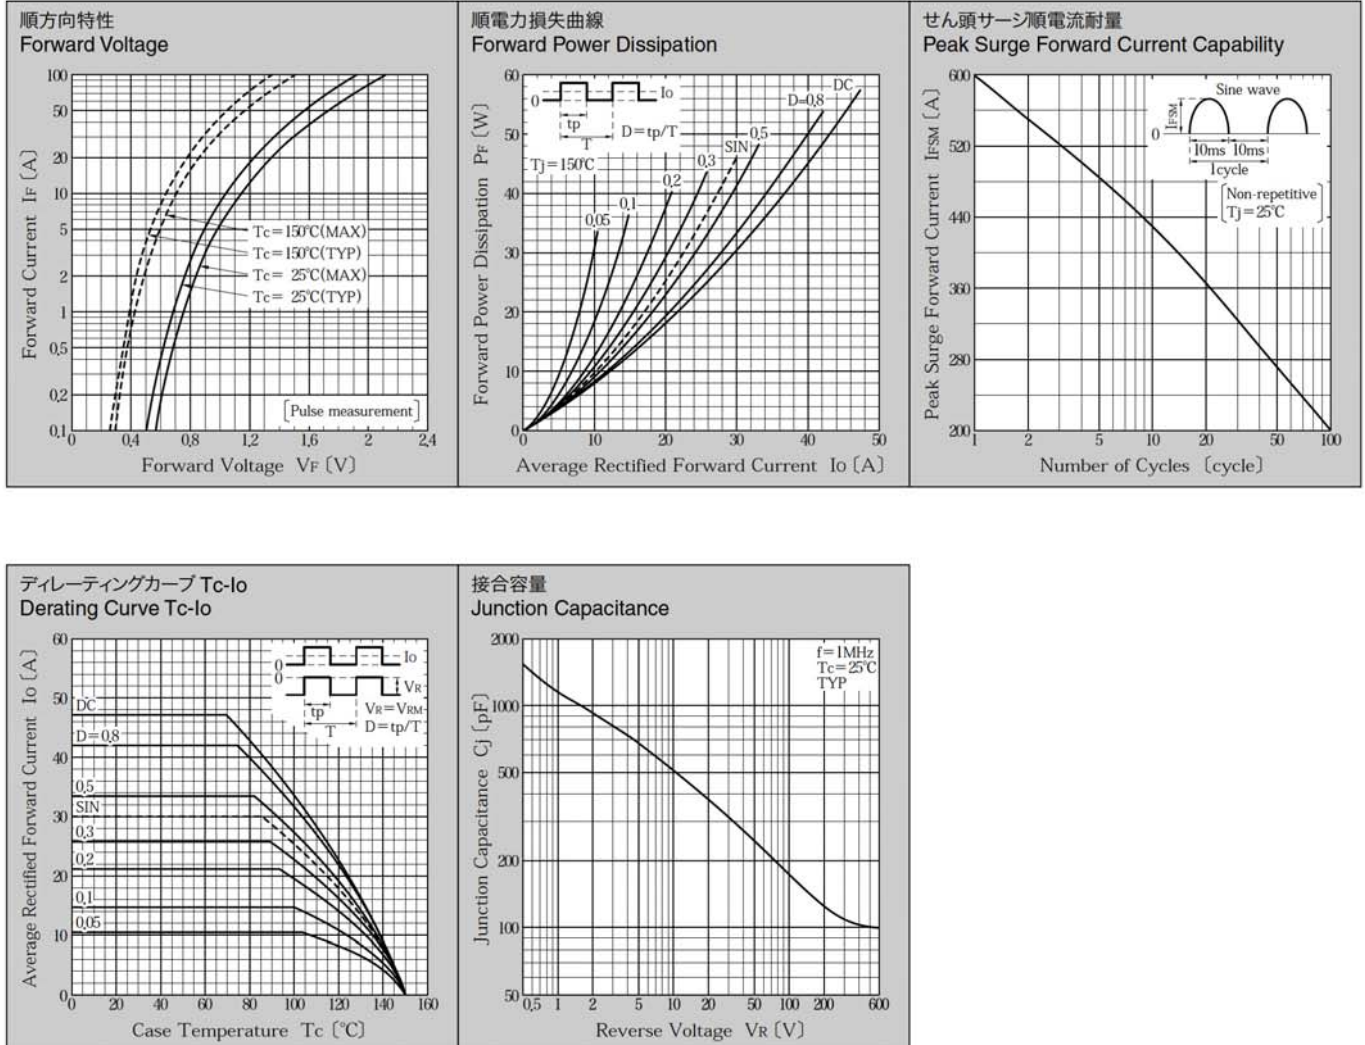 順方向特性
Forward Voltage
100
50
20
10
5
2
1
0.5
0.2
0.1
Forward Current IF [A]
Tc=150℃(MAX)
Tc=150℃(TYP)
Tc= 25℃(MAX)
Tc= 25℃(TYP)
[Pulse measurement]
0 0.4 0.8 1.2 1.6 2 2.4
Forward Voltage VF [V]
順電力損失曲線
Forward Power Dissipation
60
50
40
30
20
10
0
Forward Power Dissipation PF [W]
0
Io
tp
T
D=tp/T
Tj=150℃
DC
D=0.8
0.5
SIN
0.3
0.2
0.1
0.05
0 10 20 30 40 50
Average Rectified Forward Current Io [A]
せん頭サージ順電流耐量
Peak Surge Forward Current Capability
600
520
440
360
280
200
Peak Surge Forward Current IFSM [A]
Sine wave
IFSM
0
10ms 10ms
1cycle
[Non-repetitive
Tj=25℃]
1 2 5 10 20 50 100
Number of Cycles [cycle]
ディレーティングカーブ Tc-Io
Derating Curve Tc-Io
60
50
40
30
20
10
0
Average Rectified Forward Current Io [A]
0
Io
0
VR
tp
VR=VRM
T
D=tp/T
DC
D=0.8
0.5
SIN
0.3
0.2
0.1
0.05
0 20 40 60 80 100 120 140 160
Case Temperature Tc [℃]
接合容量
Junction Capacitance
2000
1000
500
200
100
50
Junction Capacitance Cj [pF]
f=1MHz
Tc=25℃
TYP
0.5 1 2 5 10 20 50 100 200 600
Reverse Voltage VR [V]